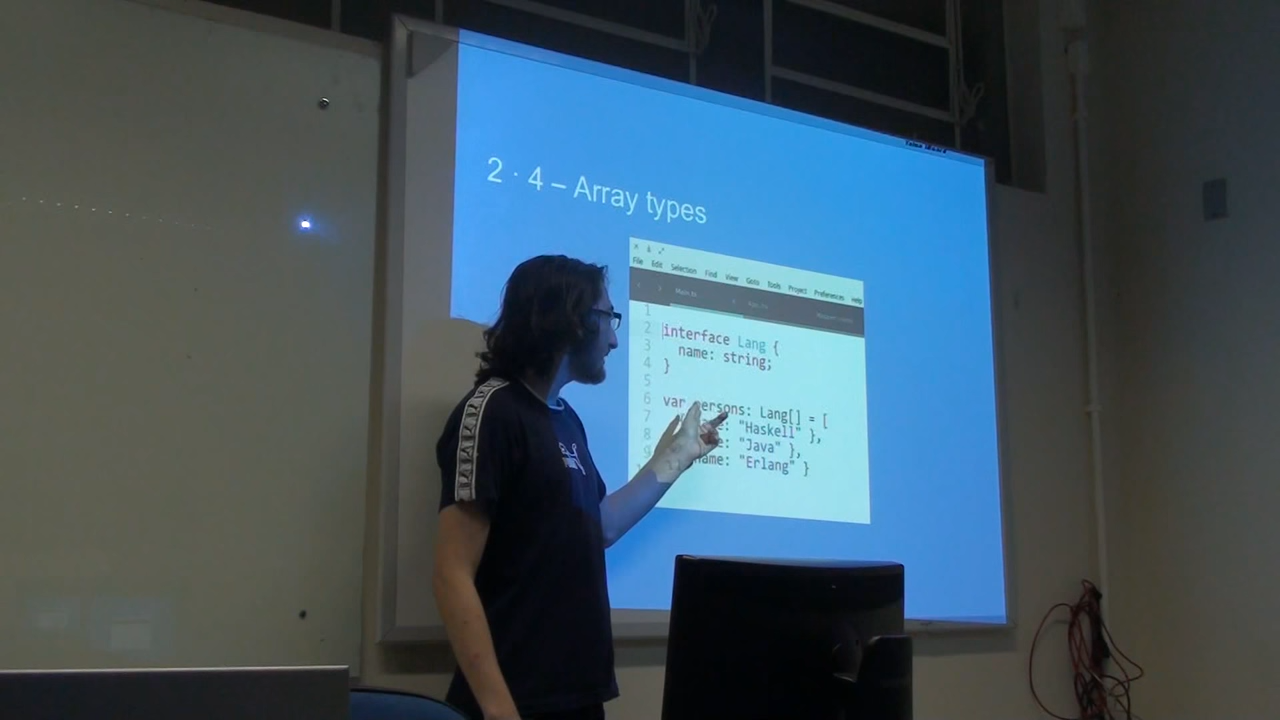 2 · 4 – Array types
File Edit Selection Find View Goto Tools Project Preferences Help
1
2 interface Lang {
3 name: string;
4 }
5
6 var persons: Lang[] = [
7 "Haskell" },
8 "Java" },
9 name: "Erlang" }